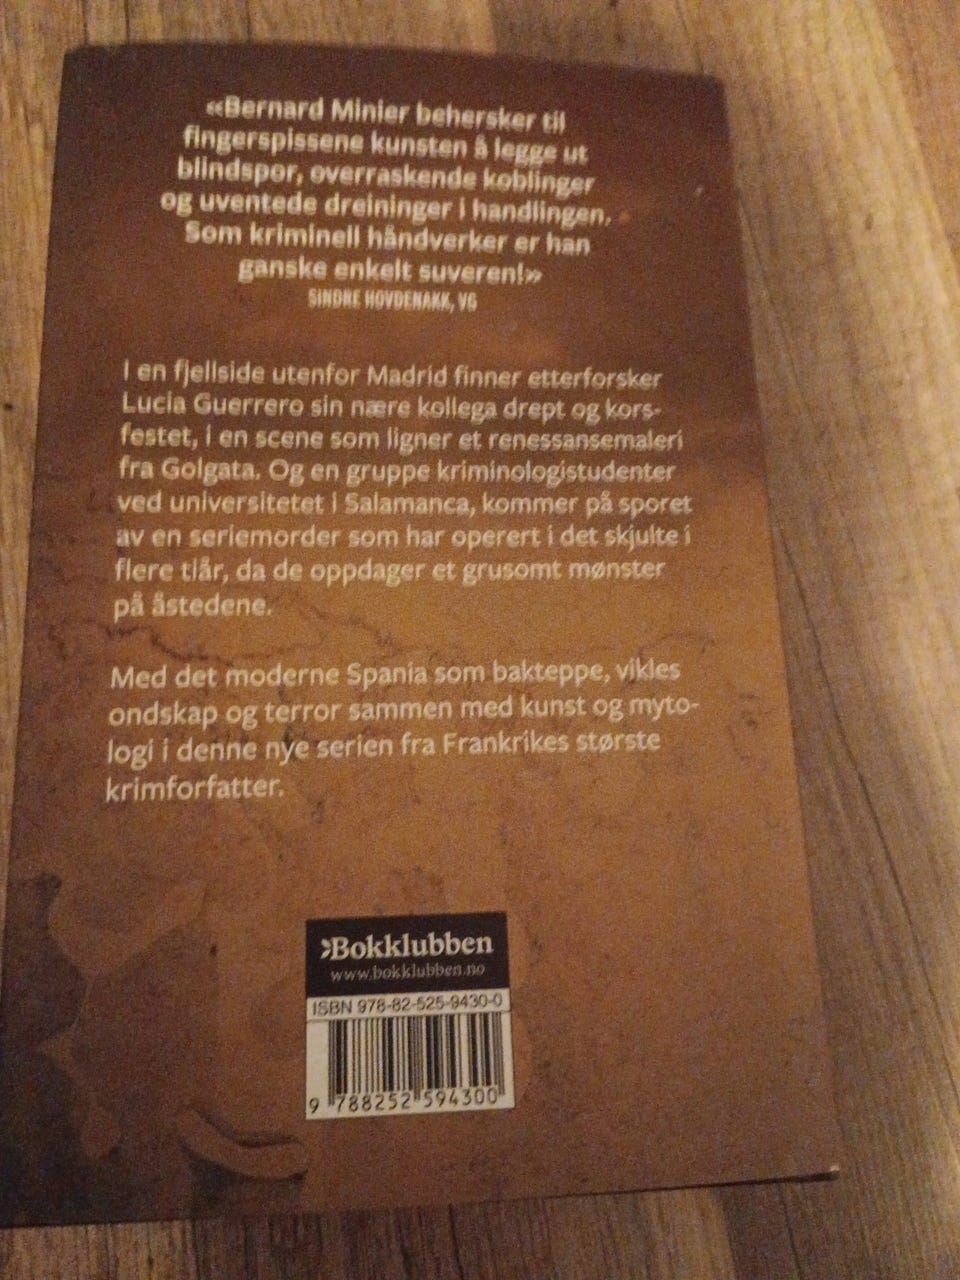 «Bernard Minier behersker til
fingerspissene kunsten å legge ut
blindspor, overraskende koblinger
og uventede dreininger i handlingen.
Som kriminell håndverker er han
ganske enkelt suveren!»
SINDRE HOVDENAKK, VG
I en fjellside utenfor Madrid finner etterforsker
Lucia Guerrero sin nære kollega drept og kors-
festet, i en scene som ligner et renessansemaleri
fra Golgata. Og en gruppe kriminologistudenter
ved universitetet i Salamanca, kommer på sporet
av en seriemorder som har operert i det skjulte i
flere tiår, da de oppdager et grusomt mønster
på åstedene.
Med det moderne Spania som bakteppe, vikles
ondskap og terror sammen med kunst og myto-
logi i denne nye serien fra Frankrikes største
krimforfatter.
Bokklubben
www.bokklubben.no
ISBN 978-82-525-9430-0
9 788252 594300